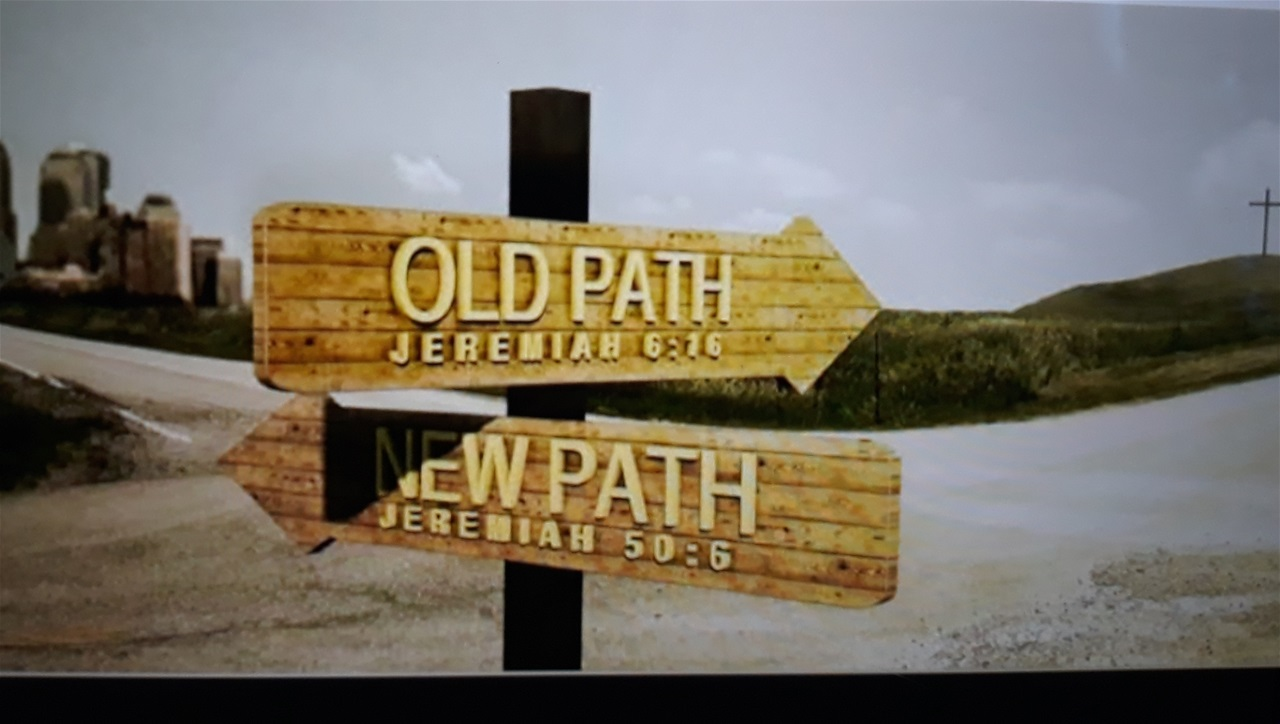 OLD PATH
JEREMIAH 6:16
NEW PATH
JEREMIAH 50:6